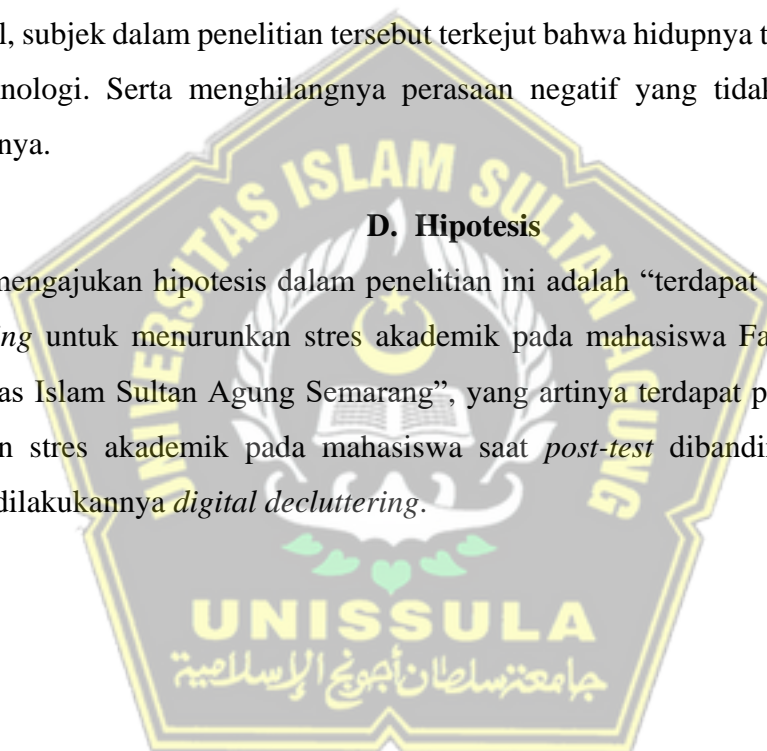 l, subjek dalam penelitian tersebut terkejut bahwa hidupnya t
nologi. Serta menghilangnya perasaan negatif yang tidak
nya.
D. Hipotesis
mengajukan hipotesis dalam penelitian ini adalah “terdapat
ng untuk menurunkan stres akademik pada mahasiswa Fa
as Islam Sultan Agung Semarang”, yang artinya terdapat p
n stres akademik pada mahasiswa saat post-test dibandi
dilakukannya digital decluttering.
UNIVERSITAS ISLAM SULTAN AGUNG
UNISSULA
جامعة سلطان أجونج الإسلامية